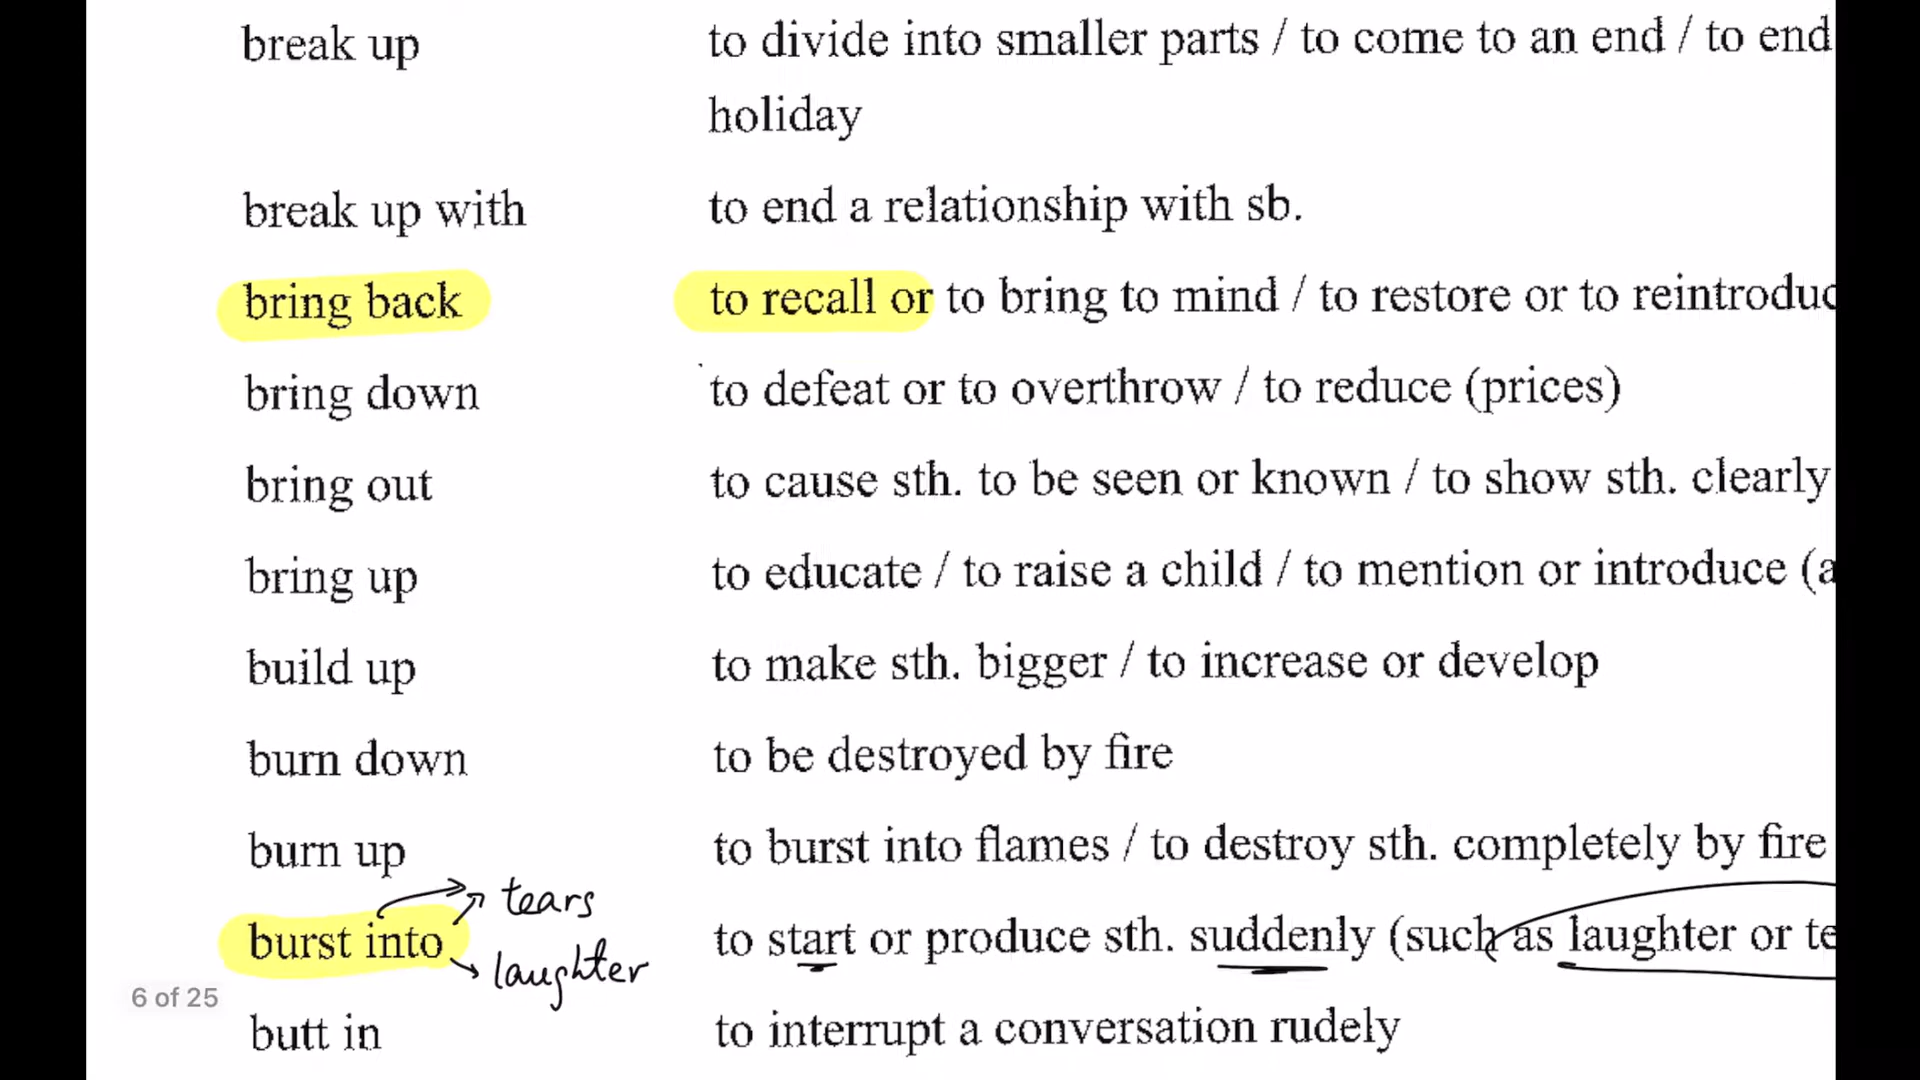 break up to divide into smaller parts / to come to an end / to end
holiday
break up with to end a relationship with sb.
bring back to recall or to bring to mind / to restore or to reintroduc
bring down to defeat or to overthrow / to reduce (prices)
bring out to cause sth. to be seen or known / to show sth. clearly
bring up to educate / to raise a child / to mention or introduce (a
build up to make sth. bigger / to increase or develop
burn down to be destroyed by fire
burn up to burst into flames / to destroy sth. completely by fire
tears
burst into to start or produce sth. suddenly (such as laughter or te
laughter
6 of 25
butt in to interrupt a conversation rudely